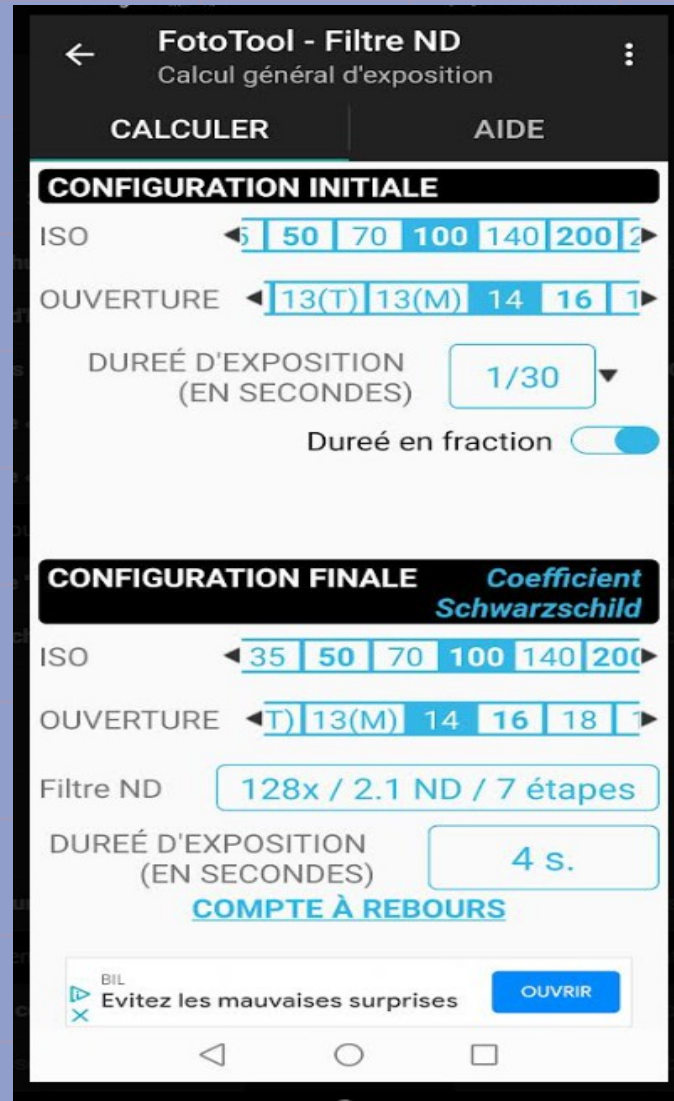 FotoTool - Filtre ND
Calcul général d'exposition
CALCULER AIDE
CONFIGURATION INITIALE
ISO 50 70 100 140 200
OUVERTURE 13(T) 13(M) 14 16
DUREÉ D'EXPOSITION
(EN SECONDES) 1/30
Dureé en fraction
CONFIGURATION FINALE Coefficient
Schwarzschild
ISO 35 50 70 100 140 200
OUVERTURE T) 13(M) 14 16 18
Filtre ND 128x / 2.1 ND / 7 étapes
DUREÉ D'EXPOSITION
(EN SECONDES) 4 s.
COMPTE À REBOURS
BIL
Evitez les mauvaises surprises OUVRIR